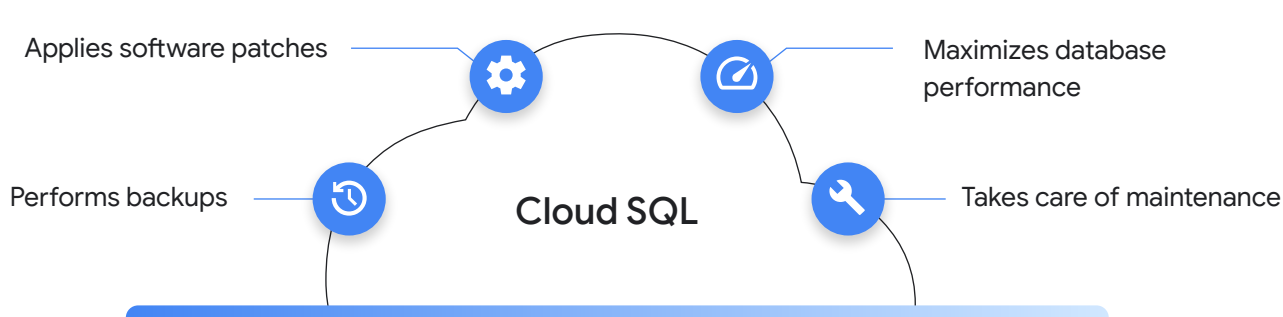 Applies software patches
Maximizes database
performance
Performs backups
Cloud SQL
Takes care of maintenance